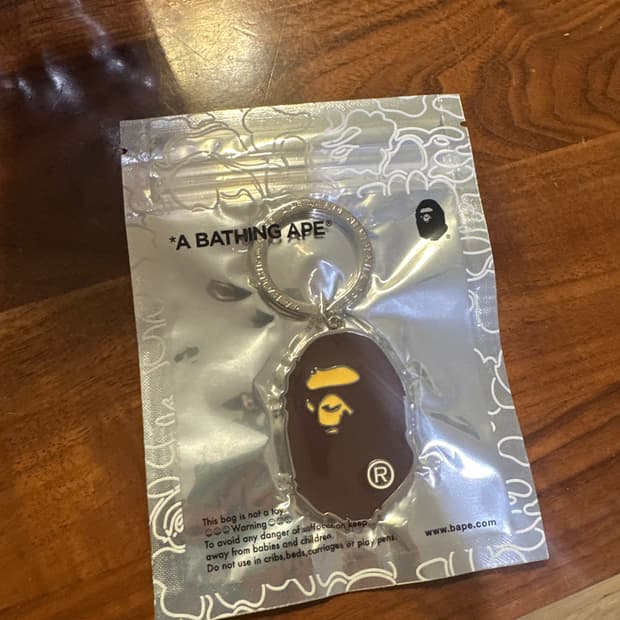 *A BATHING APE®
®
This bag is not a toy.
Warning
To avoid any danger of suffocation keep
away from babies and children.
Do not use in cribs,beds,carriages or play pens.
www.bape.com